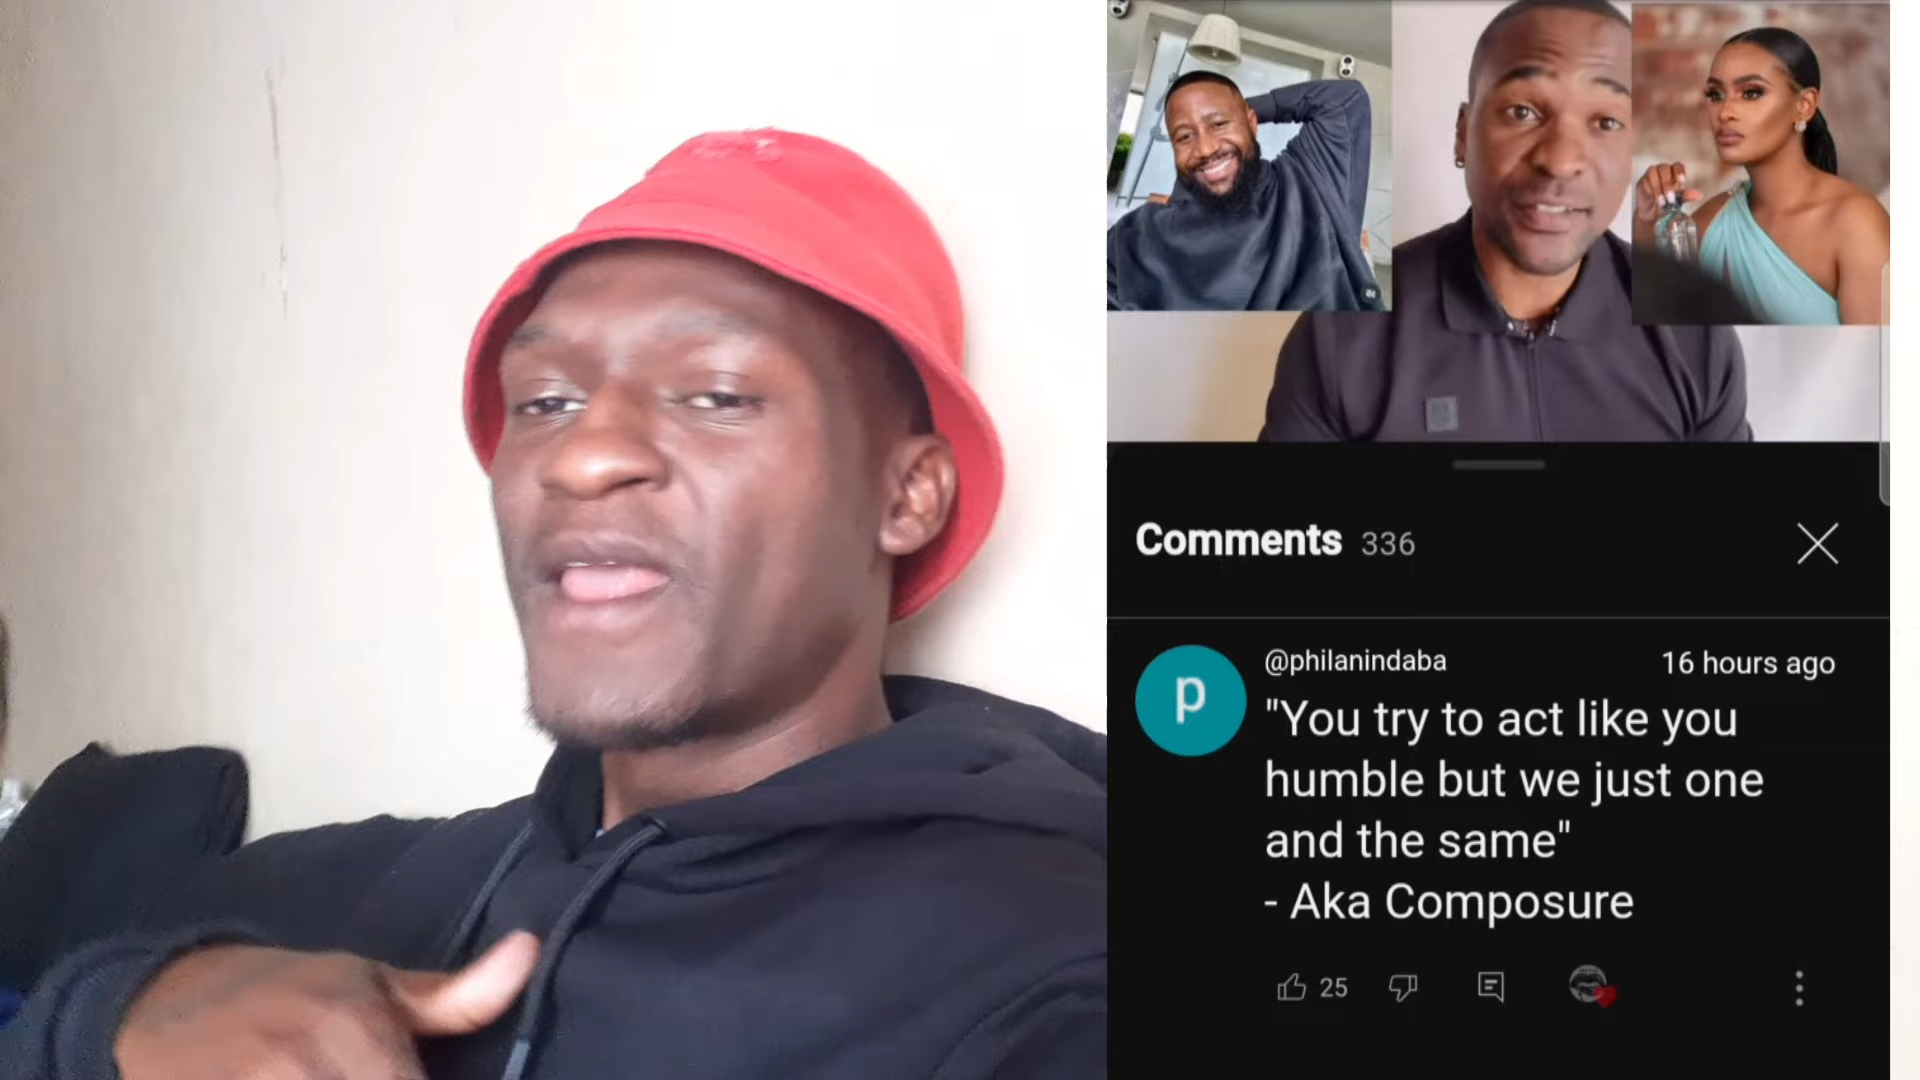 Comments 336
p
@philanindaba 16 hours ago
"You try to act like you
humble but we just one
and the same"
- Aka Composure
25